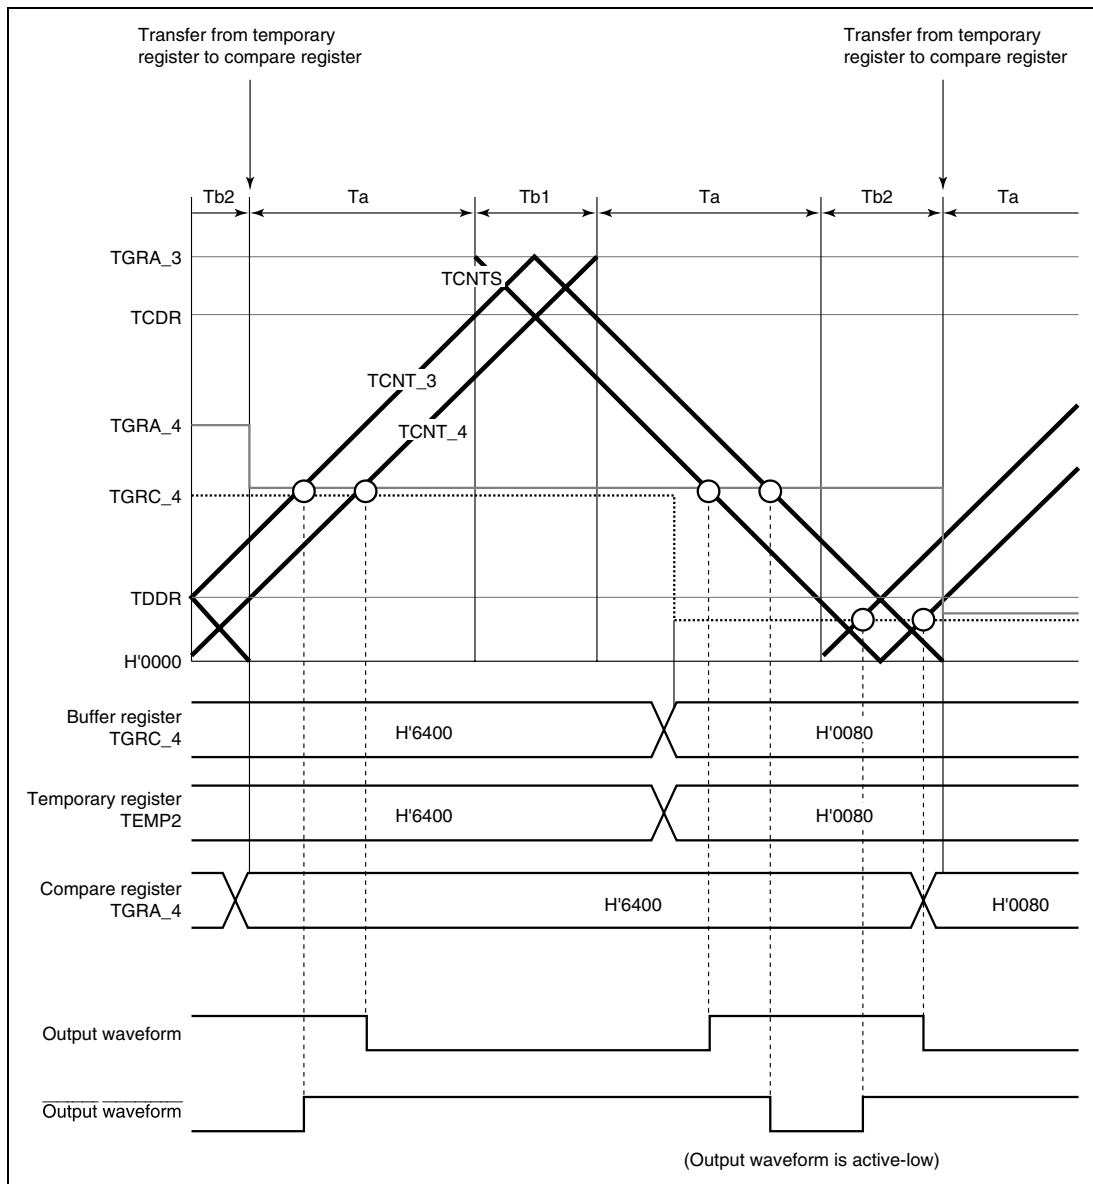 Transfer from temporary
register to compare register
Transfer from temporary
register to compare register
Tb2
Ta
Tb1
Ta
Tb2
Ta
TGRA_3
TCNTS
TCDR
TCNT_3
TGRA_4
TCNT_4
TGRC_4
TDDR
H'0000
Buffer register
TGRC_4
H'6400
H'0080
Temporary register
TEMP2
H'6400
H'0080
Compare register
TGRA_4
H'6400
H'0080
Output waveform
Output waveform
(Output waveform is active-low)